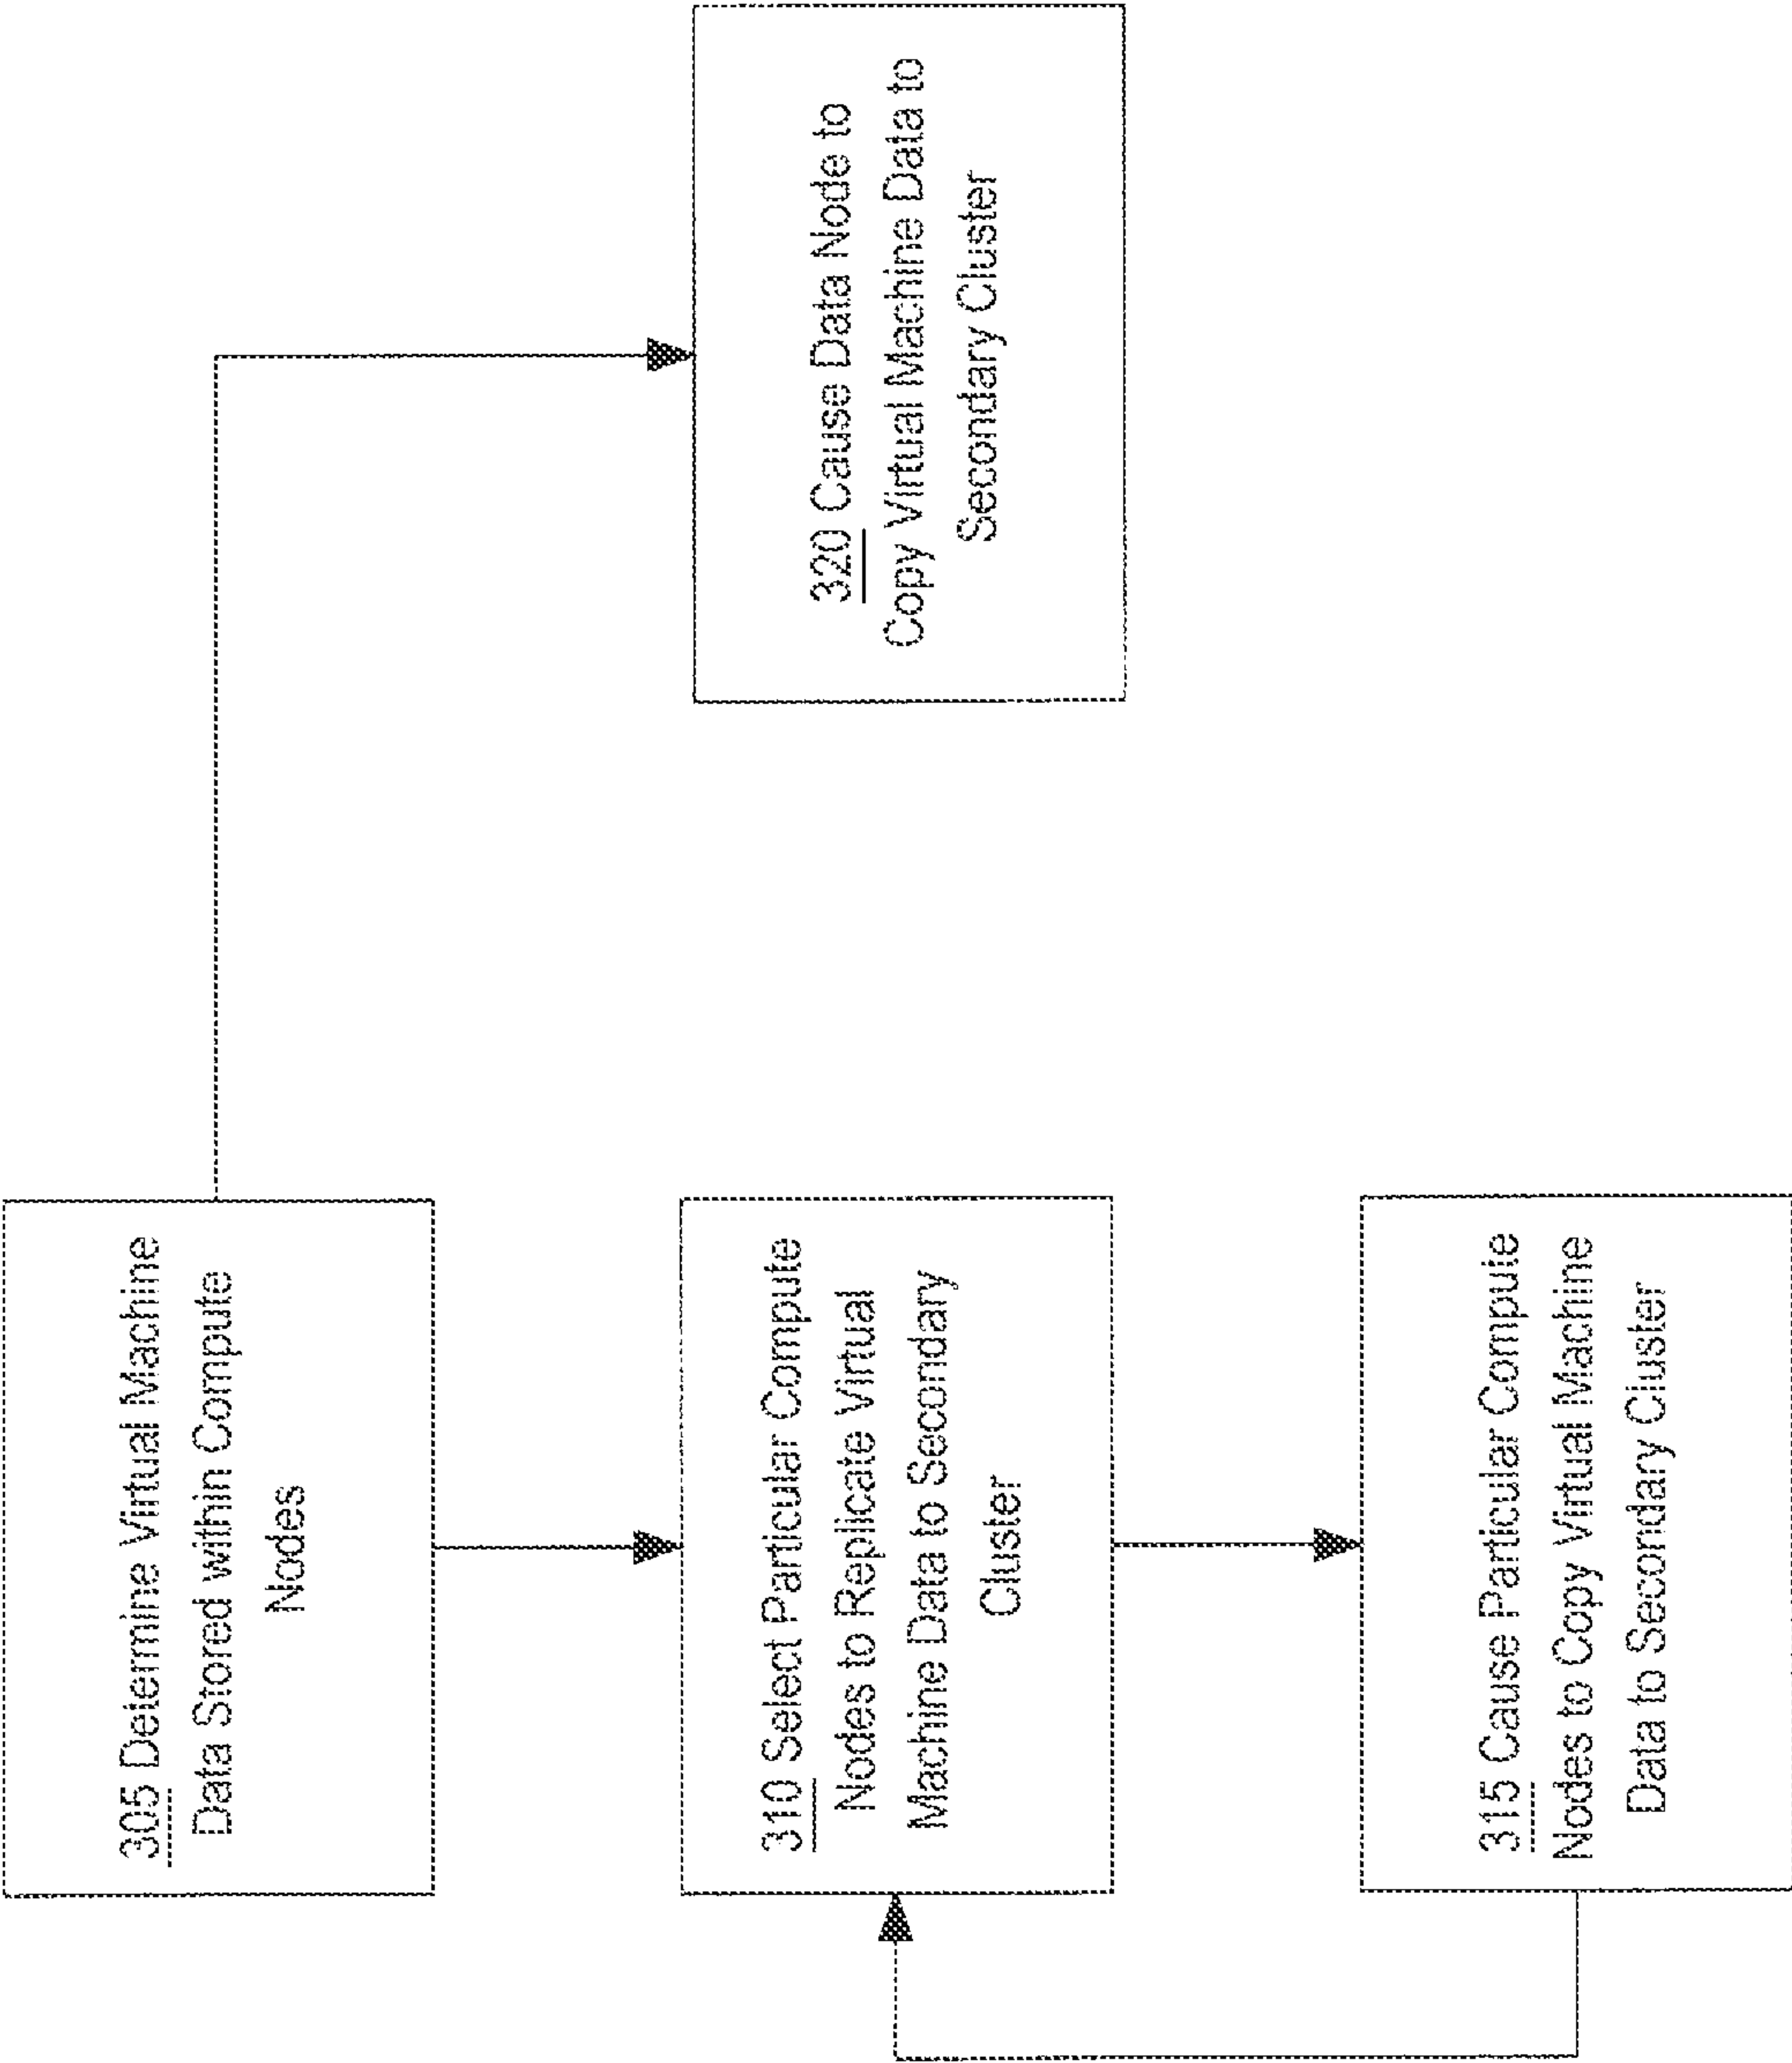 305 Determine Virtual Machine
Data Stored within Compute
Nodes
310 Select Particular Compute
Nodes to Replicate Virtual
Machine Data to Secondary
Cluster
315 Cause Particular Compute
Nodes to Copy Virtual Machine
Data to Secondary Cluster
320 Cause Data Node to
Copy Virtual Machine Data to
Secondary Cluster